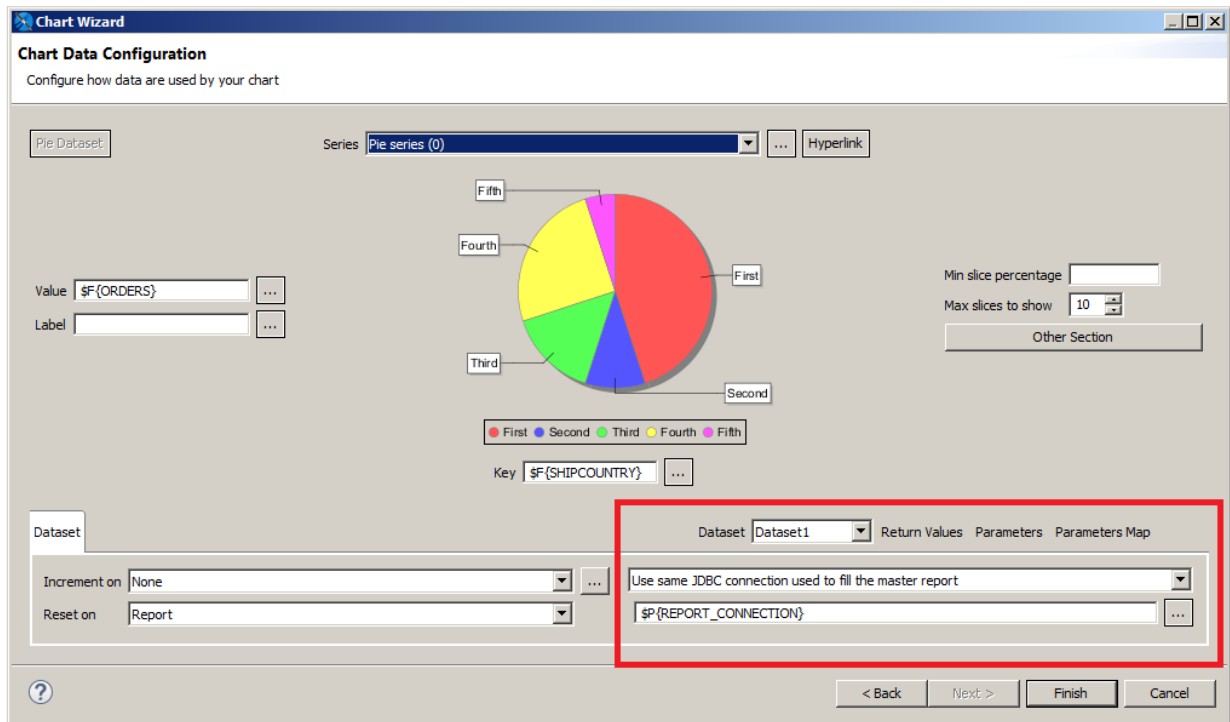 Chart Wizard
Chart Data Configuration
Configure how data are used by your chart
Pie Dataset
Series Pie series (0) ... Hyperlink
Fifth
Fourth
First
Value $F{ORDERS} ...
Min slice percentage
Label ...
Max slices to show 10
Other Section
Third
Second
First Second Third Fourth Fifth
Key $F{SHIPCOUNTRY} ...
Dataset
Dataset Dataset1 Return Values Parameters Parameters Map
Increment on None ...
Use same JDBC connection used to fill the master report
Reset on Report
$P{REPORT_CONNECTION} ...
? < Back Next > Finish Cancel